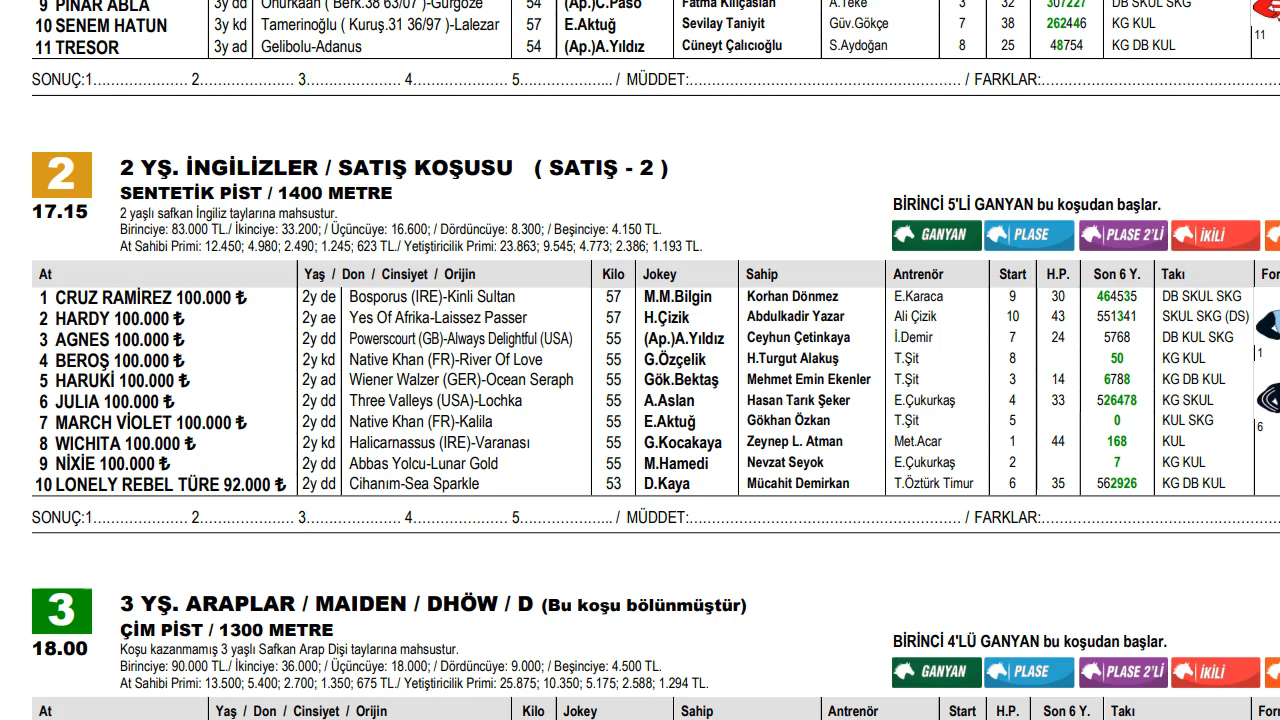 9 PINAR ABLA 3y dd Onurkaan ( Berk.38 63/07 )-Gürgöze 54 (Ap.)C.Paso Fatma Kılıçaslan A.Teke 3 32 307227 DB SKUL SKG
10 SENEM HATUN 3y kd Tamerinoğlu ( Kuruş.31 36/97 )-Lalezar 57 E.Aktuğ Sevilay Taniyit Güv.Gökçe 7 38 262446 KG KUL
11 TRESOR 3y ad Gelibolu-Adanus 54 (Ap.)A.Yıldız Cüneyt Çalıcıoğlu S.Aydoğan 8 25 48754 KG DB KUL 11
SONUÇ:1..................... 2..................... 3..................... 4..................... 5..................... / MÜDDET:............................................................ / FARKLAR:............................................................
2 2 YŞ. İNGİLİZLER / SATIŞ KOŞUSU ( SATIŞ - 2 )
SENTETİK PİST / 1400 METRE
17.15 BİRİNCİ 5'Lİ GANYAN bu koşudan başlar.
2 yaşlı safkan İngiliz taylarına mahsustur.
Birinciye: 83.000 TL./ İkinciye: 33.200; / Üçüncüye: 16.600; / Dördüncüye: 8.300; / Beşinciye: 4.150 TL.
GANYAN PLASE PLASE 2'Lİ İKİLİ
At Sahibi Primi: 12.450; 4.980; 2.490; 1.245; 623 TL./ Yetiştiricilik Primi: 23.863; 9.545; 4.773; 2.386; 1.193 TL.
At Yaş / Don / Cinsiyet / Orijin Kilo Jokey Sahip Antrenör Start H.P. Son 6 Y. Takı For
1 CRUZ RAMİREZ 100.000 ₺ 2y de Bosporus (IRE)-Kinli Sultan 57 M.M.Bilgin Korhan Dönmez E.Karaca 9 30 464535 DB SKUL SKG
2 HARDY 100.000 ₺ 2y ae Yes Of Afrika-Laissez Passer 57 H.Çizik Abdulkadir Yazar Ali Çizik 10 43 551341 SKUL SKG (DS)
3 AGNES 100.000 ₺ 2y dd Powerscourt (GB)-Always Delightful (USA) 55 (Ap.)A.Yıldız Ceyhun Çetinkaya İ.Demir 7 24 5768 DB KUL SKG
4 BEROŞ 100.000 ₺ 2y dd Native Khan (FR)-River Of Love 55 G.Özçelik H.Turgut Alakuş T.Şit 8 50 KG KUL 1
5 HARUKİ 100.000 ₺ 2y ad Wiener Walzer (GER)-Ocean Seraph 55 Gök.Bektaş Mehmet Emin Ekenler T.Şit 3 14 6788 KG DB KUL
6 JULIA 100.000 ₺ 2y dd Three Valleys (USA)-Lochka 55 A.Aslan Hasan Tarık Şeker E.Çukurkaş 4 33 526478 KG SKUL
7 MARCH VİOLET 100.000 ₺ 2y dd Native Khan (FR)-Kalila 55 E.Aktuğ Gökhan Özkan T.Şit 5 0 KUL SKG 6
8 WICHITA 100.000 ₺ 2y kd Halicarnassus (IRE)-Varanası 55 G.Kocakaya Zeynep L. Atman Met.Acar 1 44 168 KUL
9 NİXİE 100.000 ₺ 2y dd Abbas Yolcu-Lunar Gold 55 M.Hamedi Nevzat Seyok E.Çukurkaş 2 7 KG KUL
10 LONELY REBEL TÜRE 92.000 ₺ 2y dd Cihanım-Sea Sparkle 53 D.Kaya Mücahit Demirkan T.Öztürk Timur 6 35 562926 KG DB KUL
SONUÇ:1..................... 2..................... 3..................... 4..................... 5..................... / MÜDDET:............................................................ / FARKLAR:............................................................
3 3 YŞ. ARAPLAR / MAIDEN / DHÖW / D (Bu koşu bölünmüştür)
ÇİM PİST / 1300 METRE
18.00 BİRİNCİ 4'LÜ GANYAN bu koşudan başlar.
Koşu kazanmamış 3 yaşlı Safkan Arap Dişi taylarına mahsustur.
Birinciye: 90.000 TL./ İkinciye: 36.000; / Üçüncüye: 18.000; / Dördüncüye: 9.000; / Beşinciye: 4.500 TL.
GANYAN PLASE PLASE 2'Lİ İKİLİ
At Sahibi Primi: 13.500; 5.400; 2.700; 1.350; 675 TL./ Yetiştiricilik Primi: 25.875; 10.350; 5.175; 2.588; 1.294 TL.
At Yaş / Don / Cinsiyet / Orijin Kilo Jokey Sahip Antrenör Start H.P. Son 6 Y. Takı For